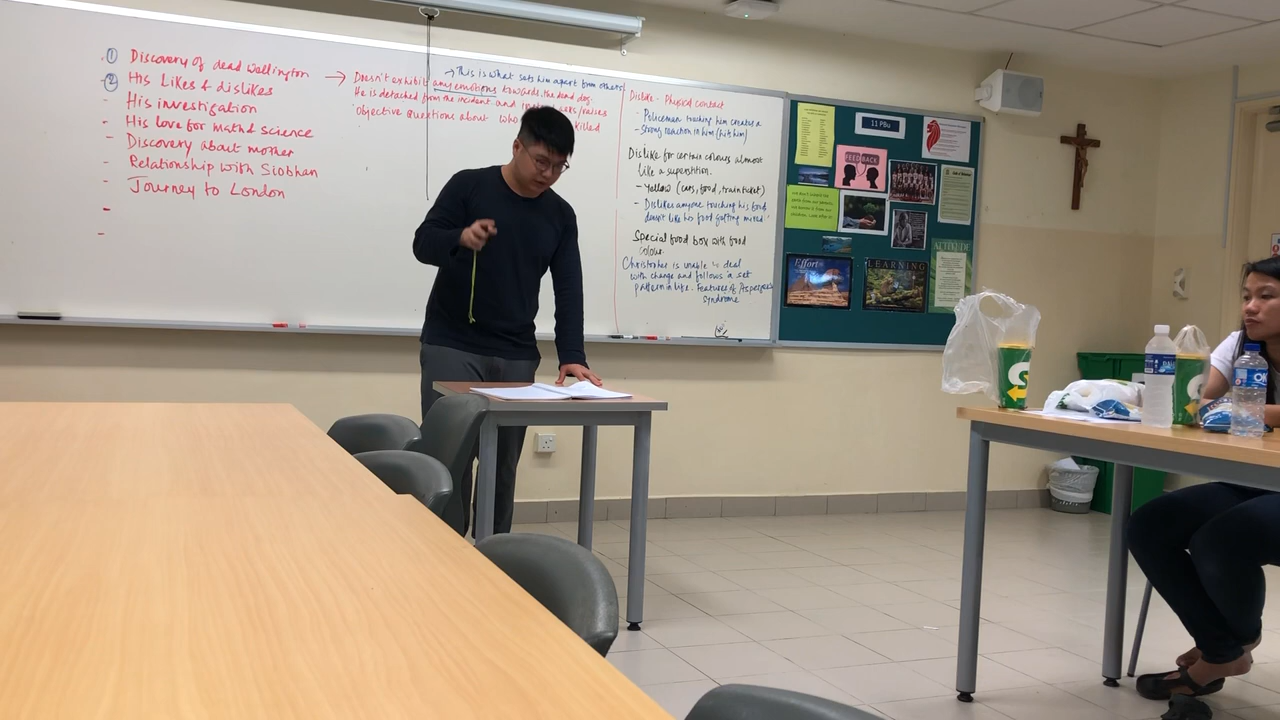 ① Discovery of dead Wellington
② His Likes & dislikes
- His investigation
- His love for math & science
- Discovery about mother
- Relationship with Siobhan
- Journey to London
→ This is what sets him apart from others
→ Doesn't exhibit any emotions towards the dead dog.
He is detached from the incident and /raises
objective questions about who killed
Dislike - Physical contact
- Policeman touching him creates a
- strong reaction in him (hit him)
Dislike for certain colours almost
like a superstition.
- Yellow (cars, food, train ticket)
- Dislikes anyone touching his food
doesn't like his food getting mixed
Special food box with food
colour.
Christopher is unable to deal
with change and follows a set
pattern in life. Features of Asperger's
Syndrome
11 PBu
FEEDBACK
Effort
LEARNING
ATTITUDE